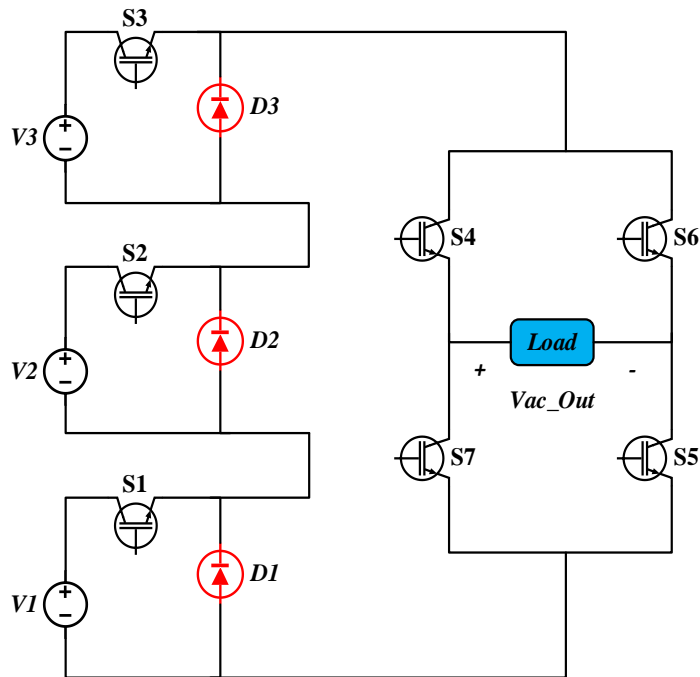 S3
D3
V3
+
−
S2
D2
V2
+
−
S1
D1
V1
+
−
S4
S6
Load
+
-
Vac_Out
S7
S5